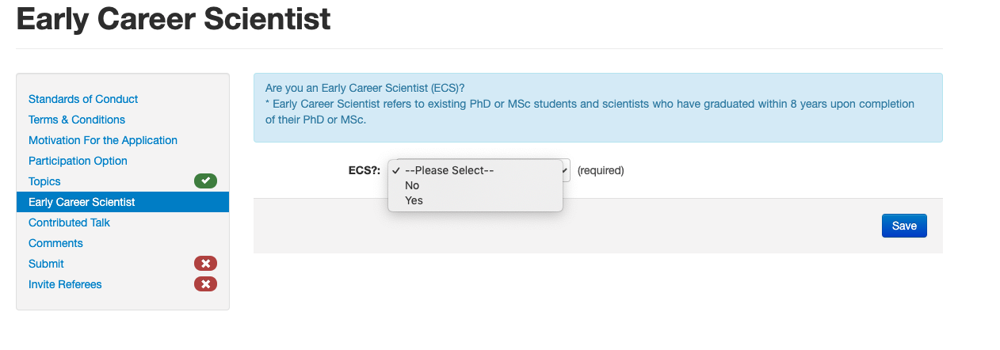 Early Career Scientist
Standards of Conduct
Terms & Conditions
Motivation For the Application
Participation Option
Topics
Early Career Scientist
Contributed Talk
Comments
Submit
Invite Referees
Are you an Early Career Scientist (ECS)?
* Early Career Scientist refers to existing PhD or MSc students and scientists who have graduated within 8 years upon completion
of their PhD or MSc.
ECS?: --Please Select-- (required)
No
Yes
Save